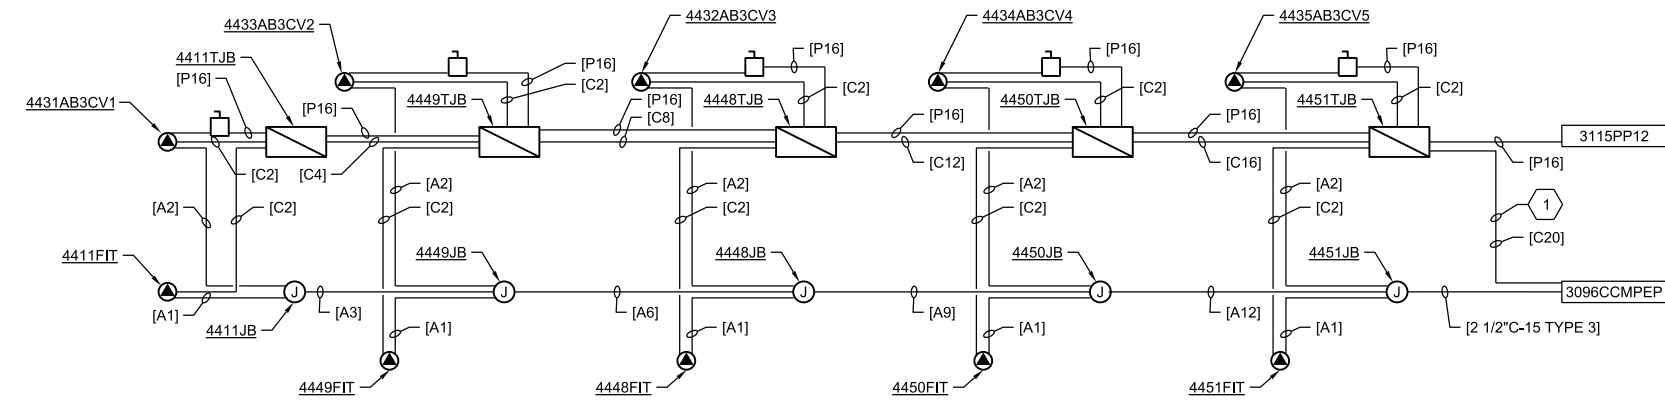 4433AB3CV2
4432AB3CV3
4434AB3CV4
4435AB3CV5
4411TJB
[P16]
[P16]
[C2]
[P16]
[C2]
[P16]
[C2]
[P16]
[C2]
4431AB3CV1
4449TJB
4448TJB
4450TJB
4451TJB
[P16]
[P16]
[C8]
[P16]
[P16]
3115PP12
[C2]
[C4]
[C12]
[C16]
[P16]
[A2]
[C2]
[A2]
[C2]
[A2]
[C2]
[A2]
[C2]
[A2]
[C2]
1
[C20]
4411FIT
4449JB
4448JB
4450JB
4451JB
J
J
J
J
J
3096CCMPEP
[A1]
4411JB
[A3]
[A6]
[A9]
[A12]
[2 1/2"C-15 TYPE 3]
[A1]
[A1]
[A1]
[A1]
4449FIT
4448FIT
4450FIT
4451FIT